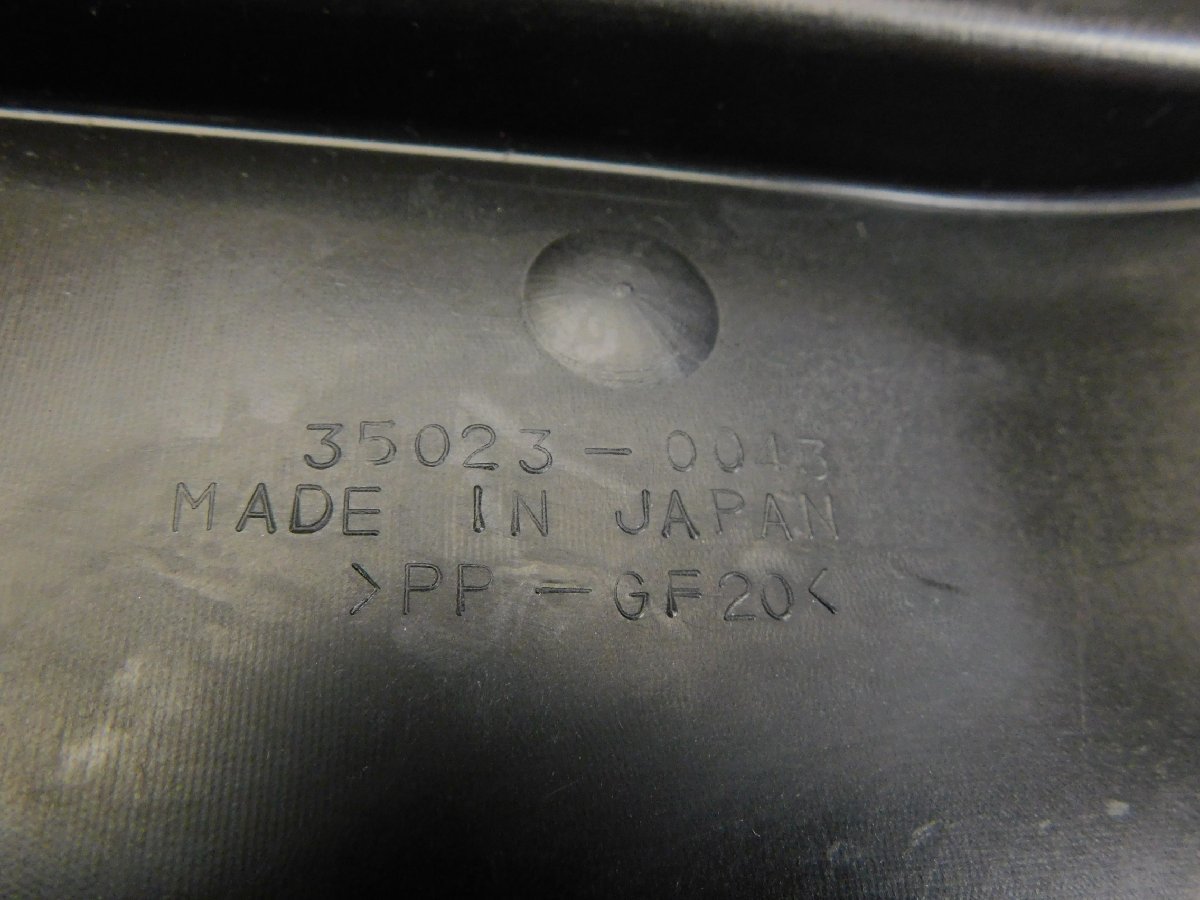 35023-0043
MADE IN JAPAN
>PP-GF20<